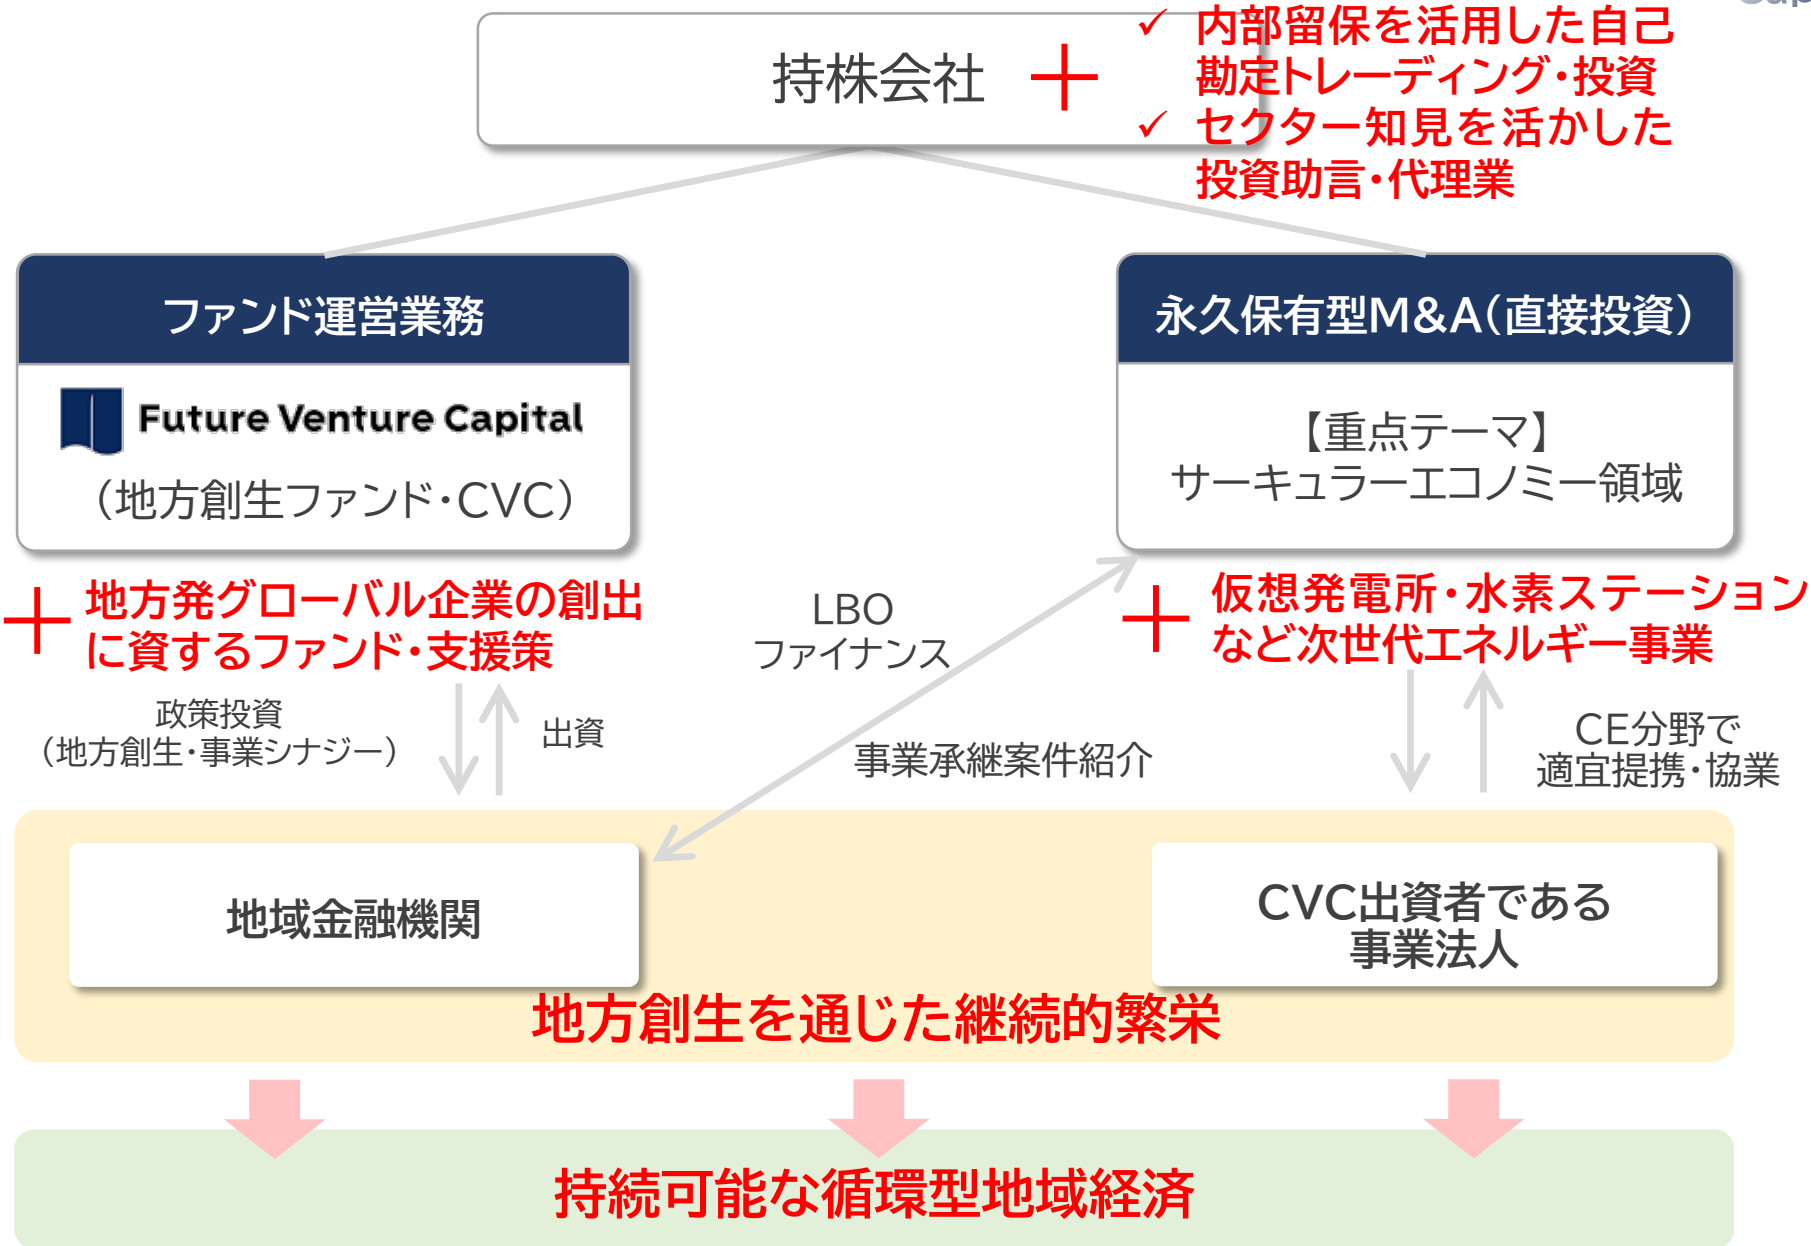 持株会社
✓ 内部留保を活用した自己
勘定トレーディング・投資
✓ セクター知見を活かした
投資助言・代理業
ファンド運営業務
Future Venture Capital
（地方創生ファンド・CVC）
永久保有型M&A（直接投資）
【重点テーマ】
サーキュラーエコノミー領域
地方発グローバル企業の創出
に資するファンド・支援策
LBO
ファイナンス
仮想発電所・水素ステーション
など次世代エネルギー事業
政策投資
（地方創生・事業シナジー）
出資
事業承継案件紹介
CE分野で
適宜提携・協業
地域金融機関
CVC出資者である
事業法人
地方創生を通じた継続的繁栄
持続可能な循環型地域経済